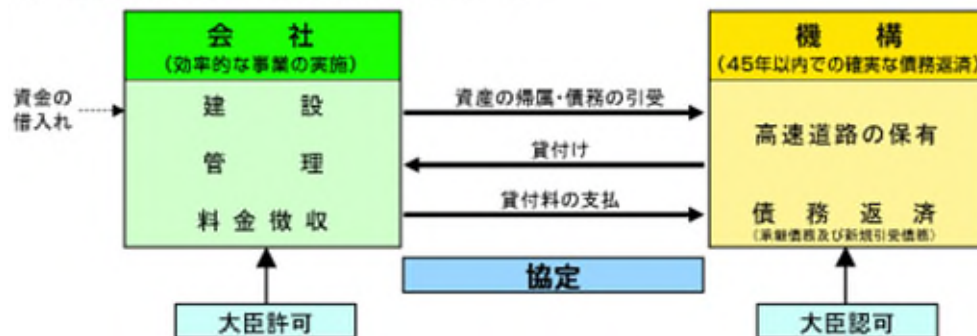 会社
(効率的な事業の実施)
資金の
借入れ
建設
管理
料金徴収
資産の帰属・債務の引受
貸付け
貸付料の支払
協定
機構
(45年以内での確実な債務返済)
高速道路の保有
債務返済
(承継債務及び新規引受債務)
大臣許可
大臣認可